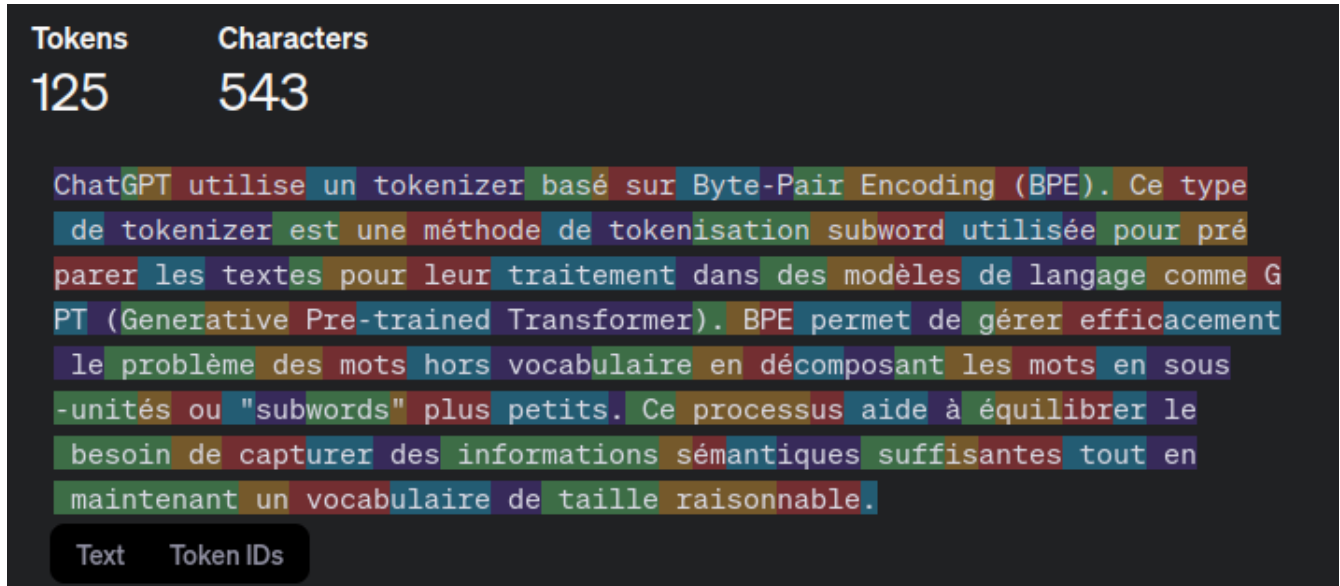 Tokens Characters
125 543
ChatGPT utilise un tokenizer basé sur Byte-Pair Encoding (BPE). Ce type
de tokenizer est une méthode de tokenisation subword utilisée pour pré
parer les textes pour leur traitement dans des modèles de langage comme G
PT (Generative Pre-trained Transformer). BPE permet de gérer efficacement
le problème des mots hors vocabulaire en décomposant les mots en sous
-unités ou "subwords" plus petits. Ce processus aide à équilibrer le
besoin de capturer des informations sémantiques suffisantes tout en
maintenant un vocabulaire de taille raisonnable.
Text Token IDs